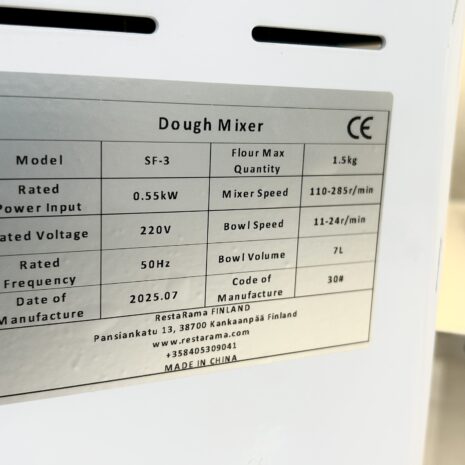 Dough Mixer CE
Model SF-3 Flour Max Quantity 1.5kg
Rated Power Input 0.55kW Mixer Speed 110-285r/min
Rated Voltage 220V Bowl Speed 11-24r/min
Rated Frequency 50Hz Bowl Volume 7L
Date of Manufacture 2025.07 Code of Manufacture 30#
RestaRama FINLAND
Pansiankatu 13, 38700 Kankaanpää Finland
www.restarama.com
+358405309041
MADE IN CHINA